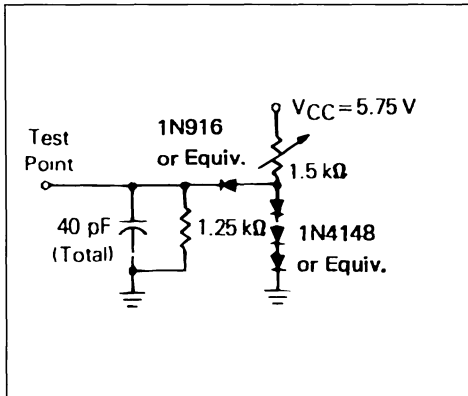 VCC = 5.75 V
1N916
or Equiv.
Test
Point
1.5 kΩ
40 pF
(Total)
1.25 kΩ
1N4148
or Equiv.